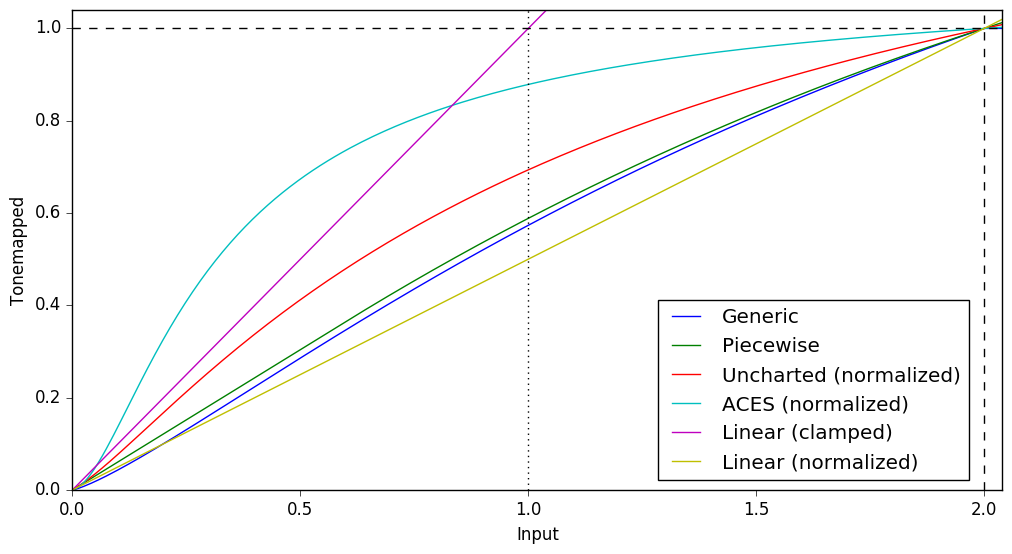 1.0
0.8
0.6
0.4
0.2
0.0
Tonemapped
0.0 0.5 1.0 1.5 2.0
Input
Generic
Piecewise
Uncharted (normalized)
ACES (normalized)
Linear (clamped)
Linear (normalized)